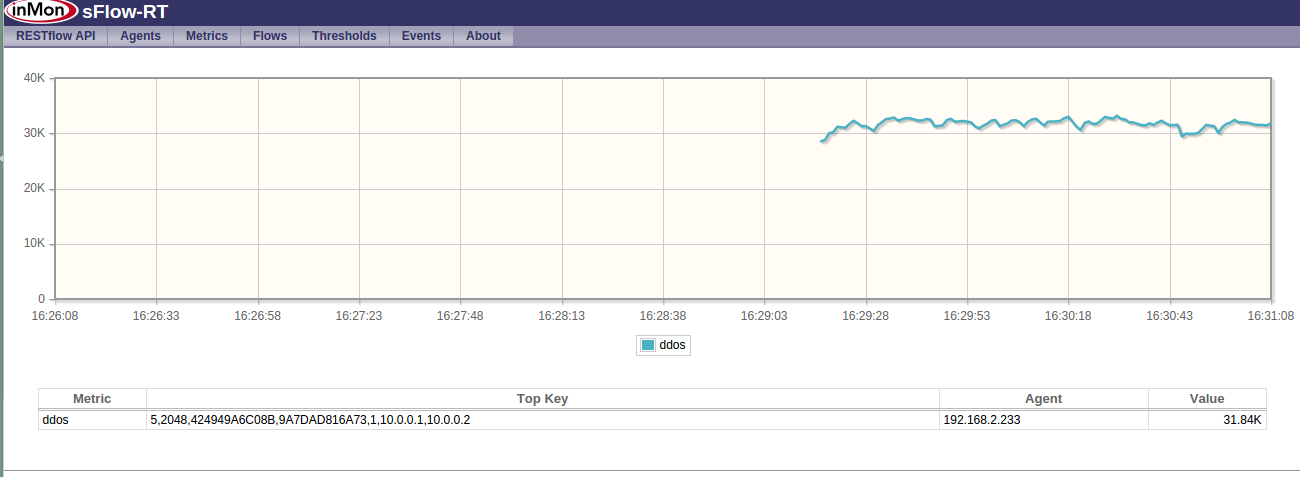 inMon sFlow-RT
RESTflow API Agents Metrics Flows Thresholds Events About
40K
30K
20K
10K
0
16:26:08 16:26:33 16:26:58 16:27:23 16:27:48 16:28:13 16:28:38 16:29:03 16:29:28 16:29:53 16:30:18 16:30:43 16:31:08
ddos
Metric Top Key Agent Value
ddos 5,2048,424949A6C08B,9A7DAD816A73,1,10.0.0.1,10.0.0.2 192.168.2.233 31.84K